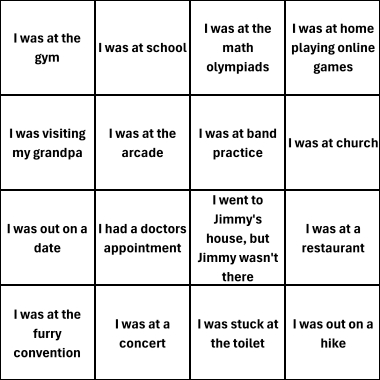 I was at the
gym
I was at school
I was at the
math
olympiads
I was at home
playing online
games
I was visiting
my grandpa
I was at the
arcade
I was at band
practice
I was at church
I was out on a
date
I had a doctors
appointment
I went to
Jimmy's
house, but
Jimmy wasn't
there
I was at a
restaurant
I was at the
furry
convention
I was at a
concert
I was stuck at
the toilet
I was out on a
hike